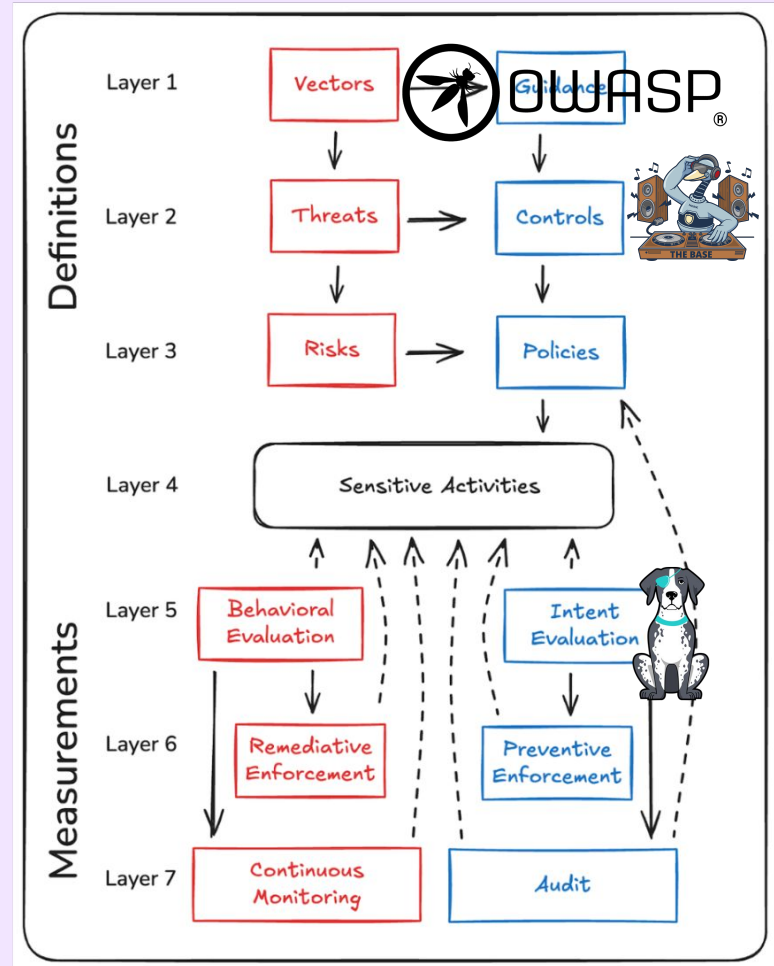 Layer 1
Vectors
Guidance
OWASP
®
Definitions
Layer 2
Threats
Controls
THE BASE
Layer 3
Risks
Policies
Layer 4
Sensitive Activities
Measurements
Layer 5
Behavioral
Evaluation
Intent
Evaluation
Layer 6
Remediative
Enforcement
Preventive
Enforcement
Layer 7
Continuous
Monitoring
Audit